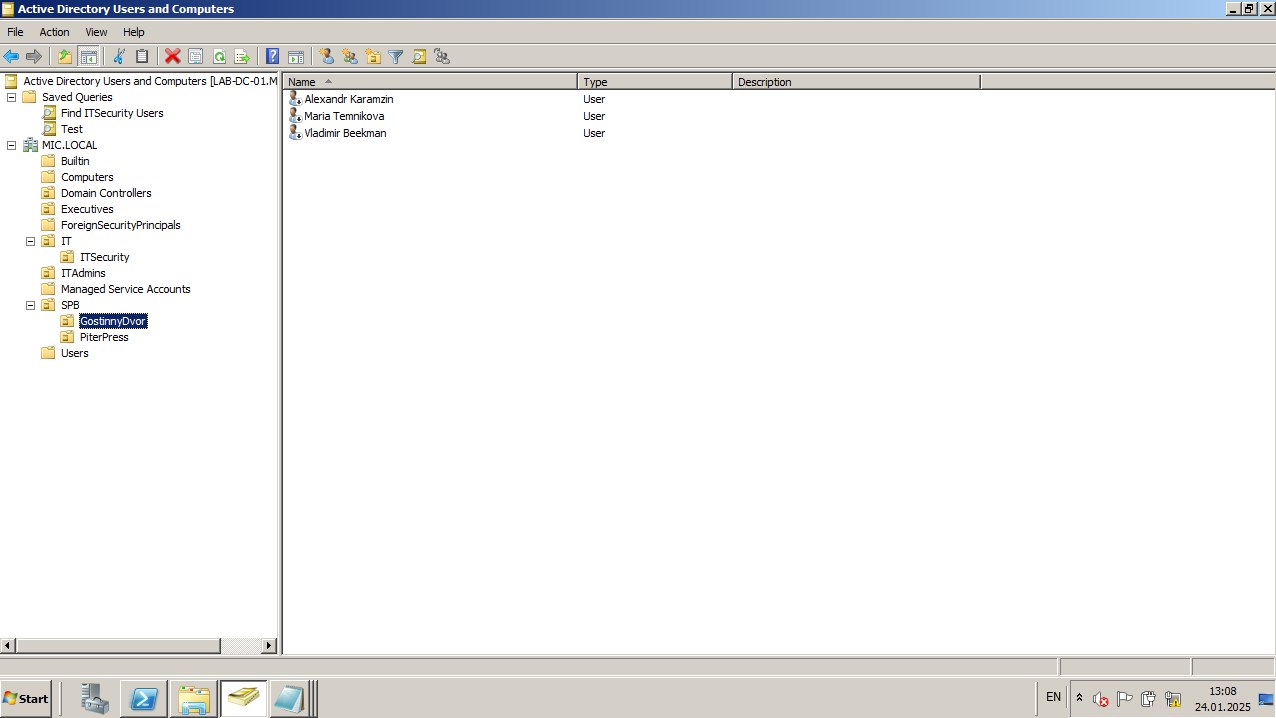 Active Directory Users and Computers
File Action View Help
Active Directory Users and Computers [LAB-DC-01.M
Saved Queries
Find ITSecurity Users
Test
MIC.LOCAL
Builtin
Computers
Domain Controllers
Executives
ForeignSecurityPrincipals
IT
ITSecurity
ITAdmins
Managed Service Accounts
SPB
GostinnyDvor
PiterPress
Users
Name Type Description
Alexandr Karamzin User
Maria Temnikova User
Vladimir Beekman User
Start
EN
13:08
24.01.2025